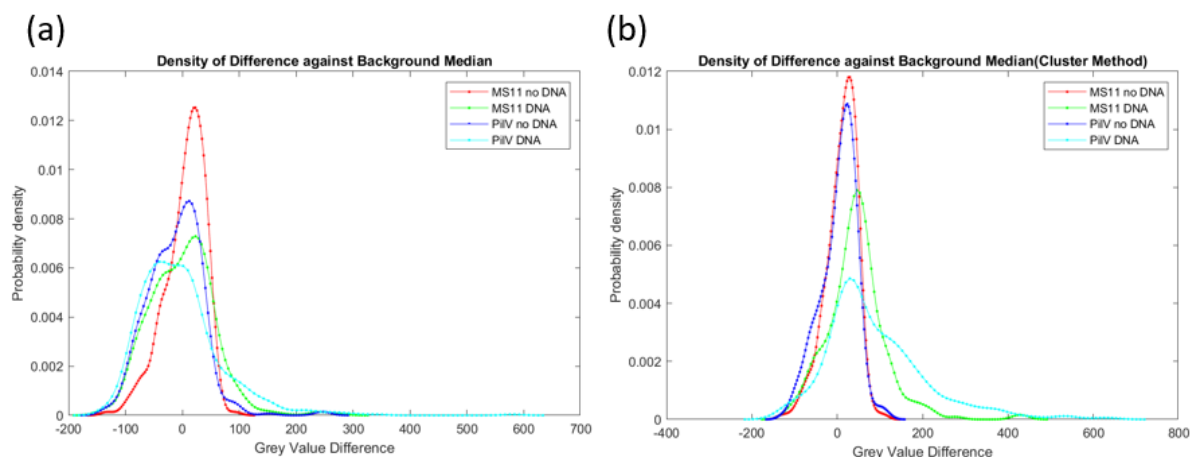 (a)
Density of Difference against Background Median
0.014
0.012
0.01
0.008
0.006
0.004
0.002
0
Probability density
-200
-100
0
100
200
300
400
500
600
700
Grey Value Difference
MS11 no DNA
MS11 DNA
PilV no DNA
PilV DNA
(b)
Density of Difference against Background Median(Cluster Method)
0.012
0.01
0.008
0.006
0.004
0.002
0
Probability density
-400
-200
0
200
400
600
800
Grey Value Difference
MS11 no DNA
MS11 DNA
PilV no DNA
PilV DNA